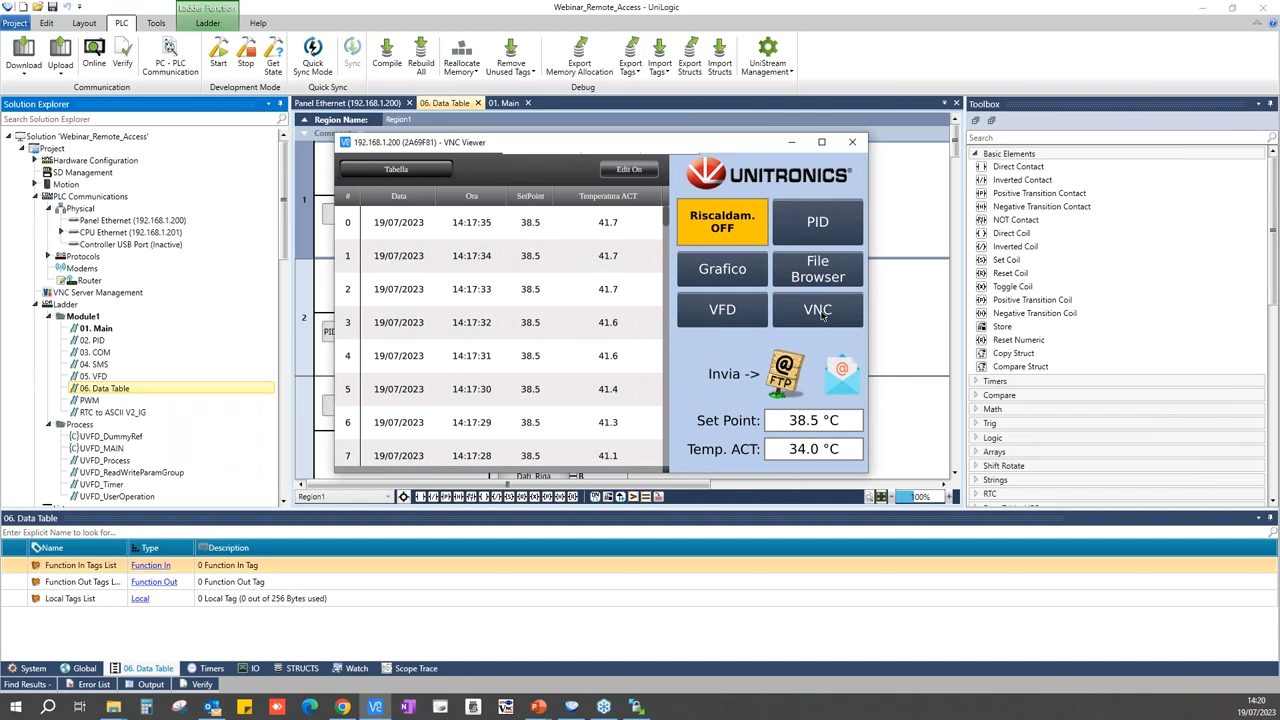 Webinar_Remote_Access - UniLogic
Ladder Function
Project Edit Layout PLC Tools Ladder Help
Download Upload Online Verify PC - PLC Communication Start Stop Get State Quick Sync Mode Sync Compile Rebuild All Reallocate Memory Remove Unused Tags Export Memory Allocation Export Tags Import Tags Export Structs Import Structs UniStream Management
Communication Development Mode Quick Sync Debug
Solution Explorer
Search Solution Explorer
Solution 'Webinar_Remote_Access'
Project
Hardware Configuration
SD Management
Motion
PLC Communications
Physical
Panel Ethernet (192.168.1.200)
CPU Ethernet (192.168.1.201)
Controller USB Port (Inactive)
Protocols
Modems
Router
VNC Server Management
Ladder
Module1
01. Main
02. PID
03. COM
04. SMS
05. VFD
06. Data Table
PWM
RTC to ASCII V2_IG
Process
UVFD_DummyRef
UVFD_MAIN
UVFD_Process
UVFD_ReadWriteParamGroup
UVFD_Timer
UVFD_UserOperation
Panel Ethernet (192.168.1.200) 06. Data Table 01. Main
Region Name: Region1
1
2
192.168.1.200 (2A69F81) - VNC Viewer
Tabella Edit On
# Data Ora SetPoint Temperatura ACT
0 19/07/2023 14:17:35 38.5 41.7
1 19/07/2023 14:17:34 38.5 41.7
2 19/07/2023 14:17:33 38.5 41.7
3 19/07/2023 14:17:32 38.5 41.6
4 19/07/2023 14:17:31 38.5 41.6
5 19/07/2023 14:17:30 38.5 41.4
6 19/07/2023 14:17:29 38.5 41.3
7 19/07/2023 14:17:28 38.5 41.1
UNITRONICS
Riscaldam. OFF
PID
Grafico
File Browser
VFD
VNC
Invia -> @ FTP @
Set Point: 38.5 °C
Temp. ACT: 34.0 °C
Region1 100%
Toolbox
Search
Basic Elements
Direct Contact
Inverted Contact
Positive Transition Contact
Negative Transition Contact
NOT Contact
Direct Coil
Inverted Coil
Set Coil
Reset Coil
Toggle Coil
Positive Transition Coil
Negative Transition Coil
Store
Reset Numeric
Copy Struct
Compare Struct
Timers
Compare
Math
Trig
Logic
Arrays
Shift Rotate
Strings
RTC
06. Data Table
Enter Explicit Name to look for...
Name Type Description
Function In Tags List Function In 0 Function In Tag
Function Out Tags L... Function Out 0 Function Out Tag
Local Tags List Local 0 Local Tag (0 out of 256 Bytes used)
System Global 06. Data Table Timers IO STRUCTS Watch Scope Trace
Find Results - Error List Output Verify
14:20
19/07/2023